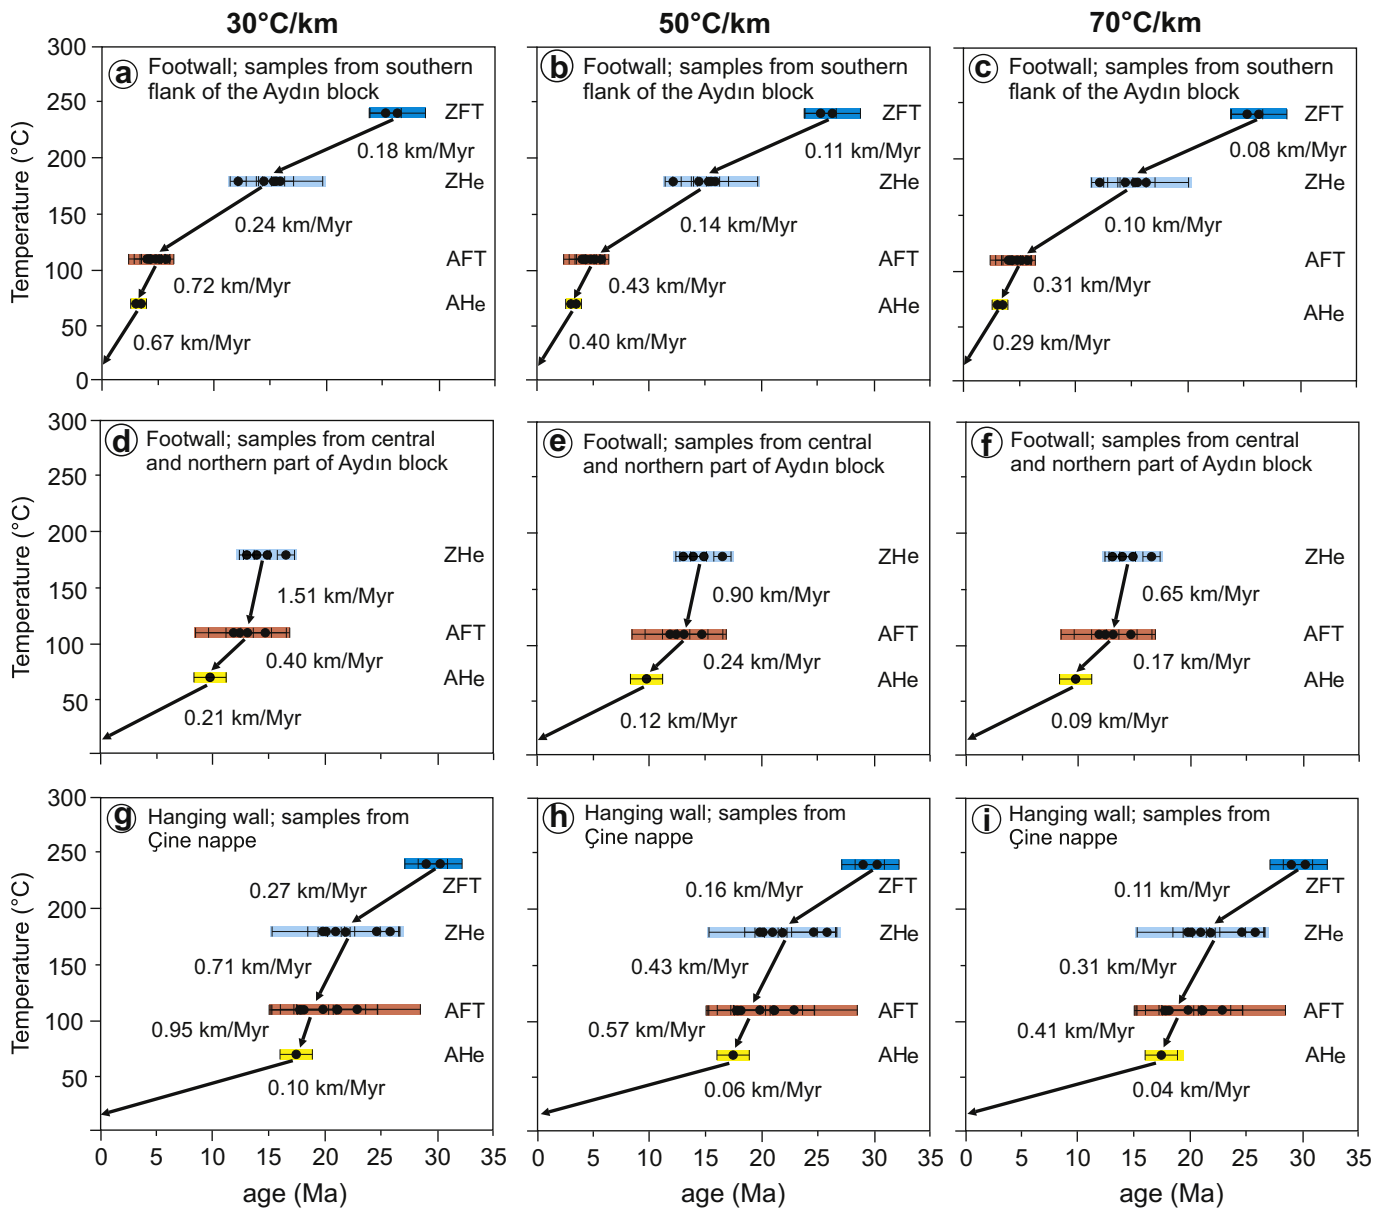 30°C/km 50°C/km 70°C/km
300
250
200
150
100
50
0
Temperature (°C)
a Footwall; samples from southern
flank of the Aydın block
ZFT
0.18 km/Myr
ZHe
0.24 km/Myr
AFT
0.72 km/Myr
AHe
0.67 km/Myr
b Footwall; samples from southern
flank of the Aydın block
ZFT
0.11 km/Myr
ZHe
0.14 km/Myr
AFT
0.43 km/Myr
AHe
0.40 km/Myr
c Footwall; samples from southern
flank of the Aydın block
ZFT
0.08 km/Myr
ZHe
0.10 km/Myr
AFT
0.31 km/Myr
AHe
0.29 km/Myr
300
250
200
150
100
50
Temperature (°C)
d Footwall; samples from central
and northern part of Aydın block
ZHe
1.51 km/Myr
AFT
0.40 km/Myr
AHe
0.21 km/Myr
e Footwall; samples from central
and northern part of Aydın block
ZHe
0.90 km/Myr
AFT
0.24 km/Myr
AHe
0.12 km/Myr
f Footwall; samples from central
and northern part of Aydın block
ZHe
0.65 km/Myr
AFT
0.17 km/Myr
AHe
0.09 km/Myr
300
250
200
150
100
50
Temperature (°C)
g Hanging wall; samples from
Çine nappe
ZFT
0.27 km/Myr
ZHe
0.71 km/Myr
AFT
0.95 km/Myr
AHe
0.10 km/Myr
h Hanging wall; samples from
Çine nappe
ZFT
0.16 km/Myr
ZHe
0.43 km/Myr
AFT
0.57 km/Myr
AHe
0.06 km/Myr
i Hanging wall; samples from
Çine nappe
ZFT
0.11 km/Myr
ZHe
0.31 km/Myr
AFT
0.41 km/Myr
AHe
0.04 km/Myr
0 5 10 15 20 25 30 35
age (Ma)
0 5 10 15 20 25 30 35
age (Ma)
0 5 10 15 20 25 30 35
age (Ma)